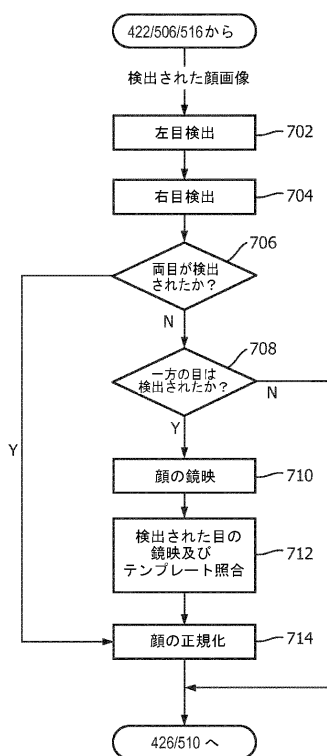 422/506/516から
検出された顔画像
左目検出
702
右目検出
704
706
両目が検出
されたか？
N
708
一方の目は
検出されたか？
N
Y
Y
顔の鏡映
710
検出された目の
鏡映及び
テンプレート照合
712
顔の正規化
714
426/510 へ